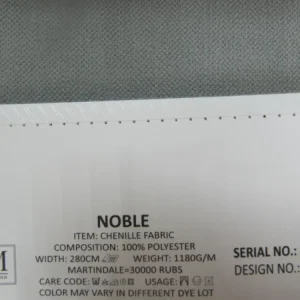 NOBLE
ITEM: CHENILLE FABRIC
COMPOSITION: 100% POLYESTER
WIDTH: 280CM WEIGHT: 1180G/M
MARTINDALE=30000 RUBS
CARE CODE: USAGE:
COLOR MAY VARY IN DIFFERENT DYE LOT
M
SERIAL NO.:
DESIGN NO.: